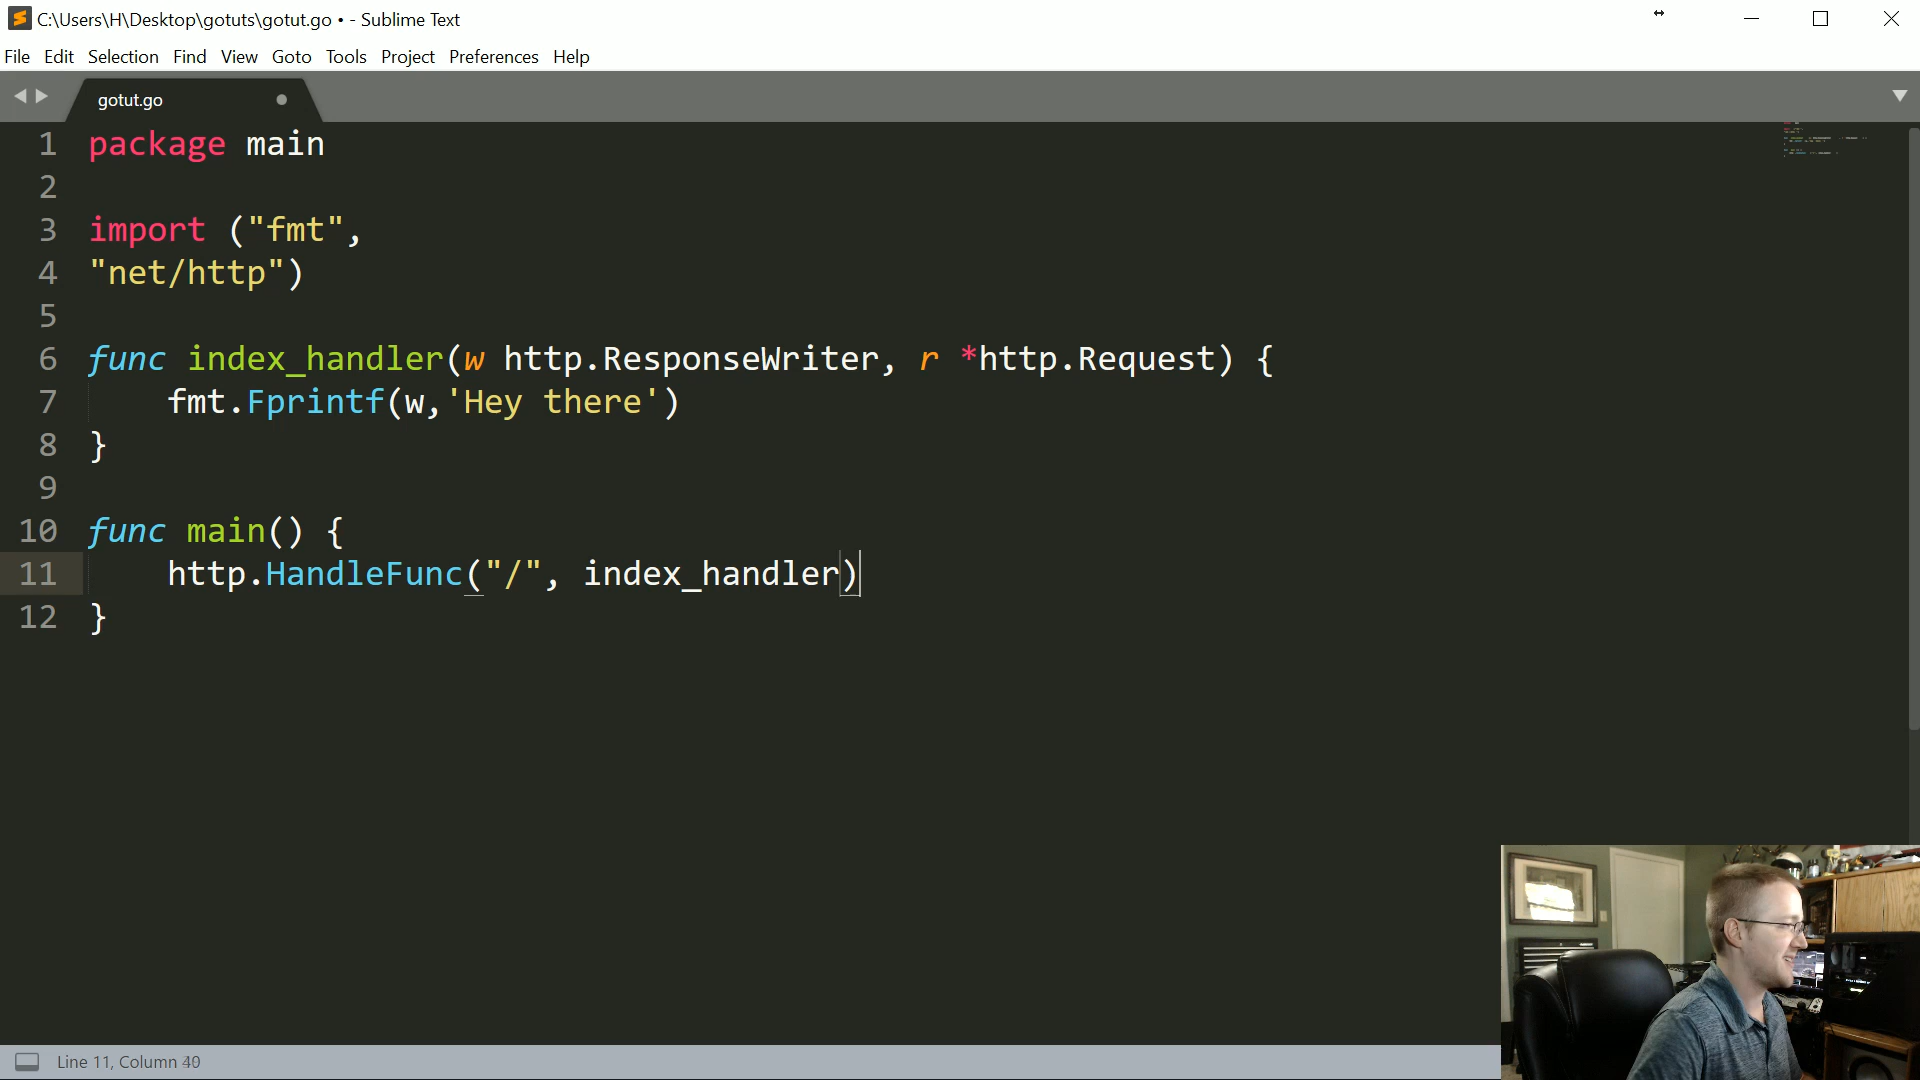 C:\Users\H\Desktop\gotuts\gotut.go • - Sublime Text
File Edit Selection Find View Goto Tools Project Preferences Help
gotut.go
1 package main
2
3 import ("fmt",
4 "net/http")
5
6 func index_handler(w http.ResponseWriter, r *http.Request) {
7     fmt.Fprintf(w,'Hey there')
8 }
9
10 func main() {
11     http.HandleFunc("/", index_handler)
12 }
Line 11, Column 40